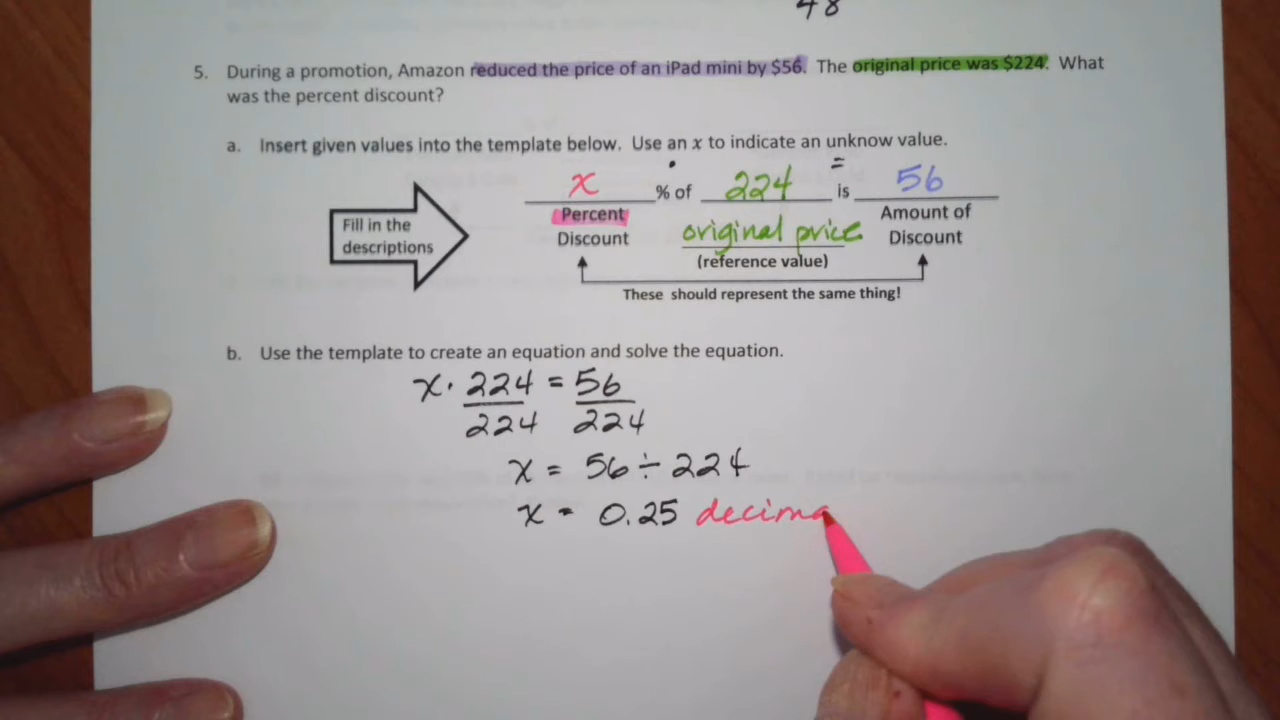 48
5. During a promotion, Amazon reduced the price of an iPad mini by $56. The original price was $224. What
was the percent discount?
a. Insert given values into the template below. Use an x to indicate an unknow value.
x % of · 224 is = 56
Fill in the
descriptions
Percent
Discount
original price
(reference value)
Amount of
Discount
These should represent the same thing!
b. Use the template to create an equation and solve the equation.
x · 224 = 56
224 224
x = 56 ÷ 224
x = 0.25 decima